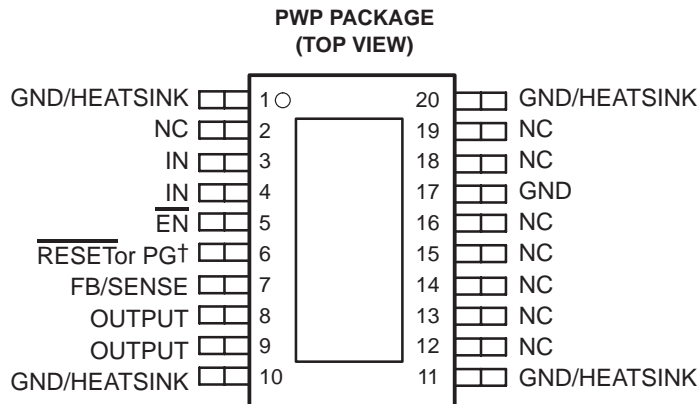 PWP PACKAGE
(TOP VIEW)
GND/HEATSINK 1 20 GND/HEATSINK
NC 2 19 NC
IN 3 18 NC
IN 4 17 GND
EN 5 16 NC
RESET or PG† 6 15 NC
FB/SENSE 7 14 NC
OUTPUT 8 13 NC
OUTPUT 9 12 NC
GND/HEATSINK 10 11 GND/HEATSINK